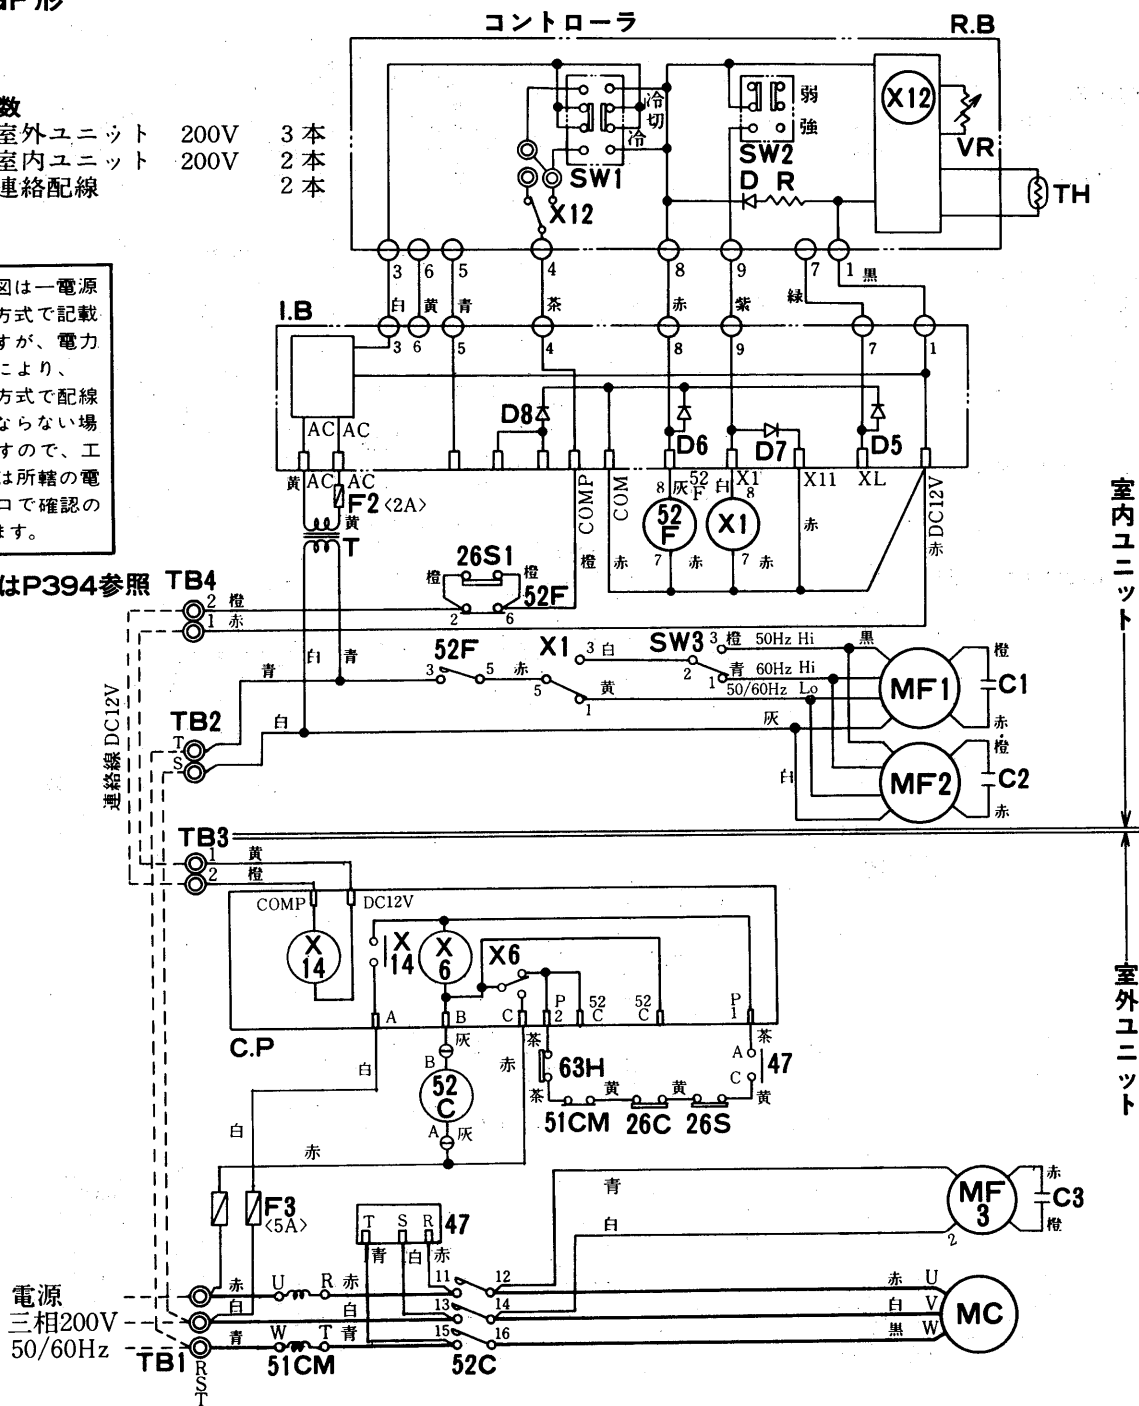 形
コントローラ
R.B
数
室外ユニット 200V 3本
室内ユニット 200V 2本
連絡配線 2本
冷
切
冷
SW1
弱
強
SW2
X12
VR
D R
TH
X12
3 6 5 4 8 9 7 1 黒
白 黄 青 茶 赤 紫 緑
I.B
3 6 5 4 8 9 7 1
図は一電源
方式で記載
すが、電力
により、
方式で配線
ならない場
すので、工
は所轄の電
コで確認の
ます。
D8
D6
D7
D5
AC AC
黄 AC AC
F2 <2A>
黄
T
COMP
COM
8 灰 52F
白 X1 8
X11
XL
DC12V
52F
X1
橙 赤 7 赤 7 赤 赤 赤
室内ユニット
はP394参照
TB4
2 橙
1 赤
26S1
橙 橙
52F
2 6
白 青
青
52F
3 5 赤
X1
3 白
5
黄
1
SW3
3 橙 50Hz Hi 黒
2
1 青 60Hz Hi
50/60Hz Lo
灰
MF1
橙
C1
赤
TB2
T
S
白
連絡線 DC12V
白
MF2
橙
C2
赤
TB3
1 黄
2 橙
COMP
DC12V
X14
X14
X6
X6
A B C P2 52C 52C P1
C.P
白
灰
B
52C
A 灰
赤
茶
63H
茶
51CM
黄
26C
黄
26S
茶
A
C
47
黄
室外ユニット
白
赤
F3
<5A>
T S R 47
青 白 赤
青
白
MF3
2
赤
C3
橙
電源
三相200V
50/60Hz
TB1
R
S
T
赤 U R 赤 11 12 赤 U
白 白 13 14 白 V
青 W T 青 15 16 黒 W
51CM
52C
MC